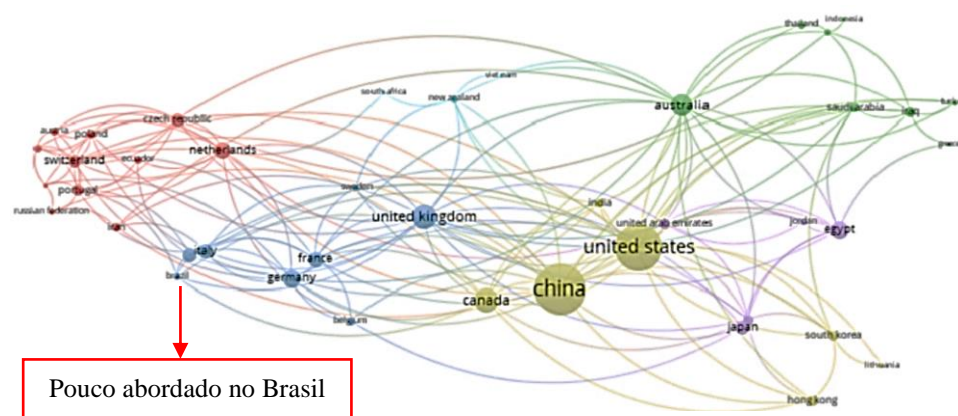 thailand
indonesia
south africa
viet nam
new zealand
australia
saudi arabia
iraq
turkey
greece
czech republic
austria
poland
switzerland
ecuador
netherlands
portugal
russian federation
iran
sweden
united kingdom
india
united arab emirates
jordan
egypt
italy
france
united states
brazil
germany
china
canada
belgium
japan
south korea
lithuania
hong kong
Pouco abordado no Brasil